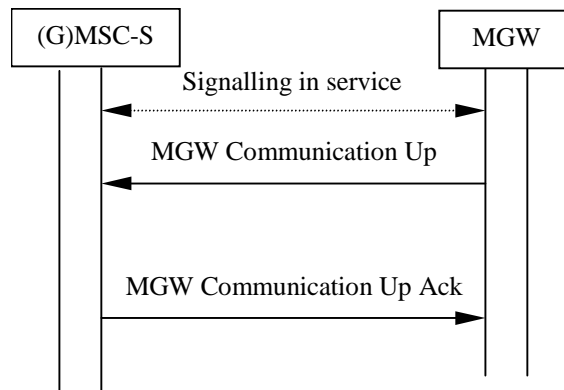 (G)MSC-S
MGW
Signalling in service
MGW Communication Up
MGW Communication Up Ack